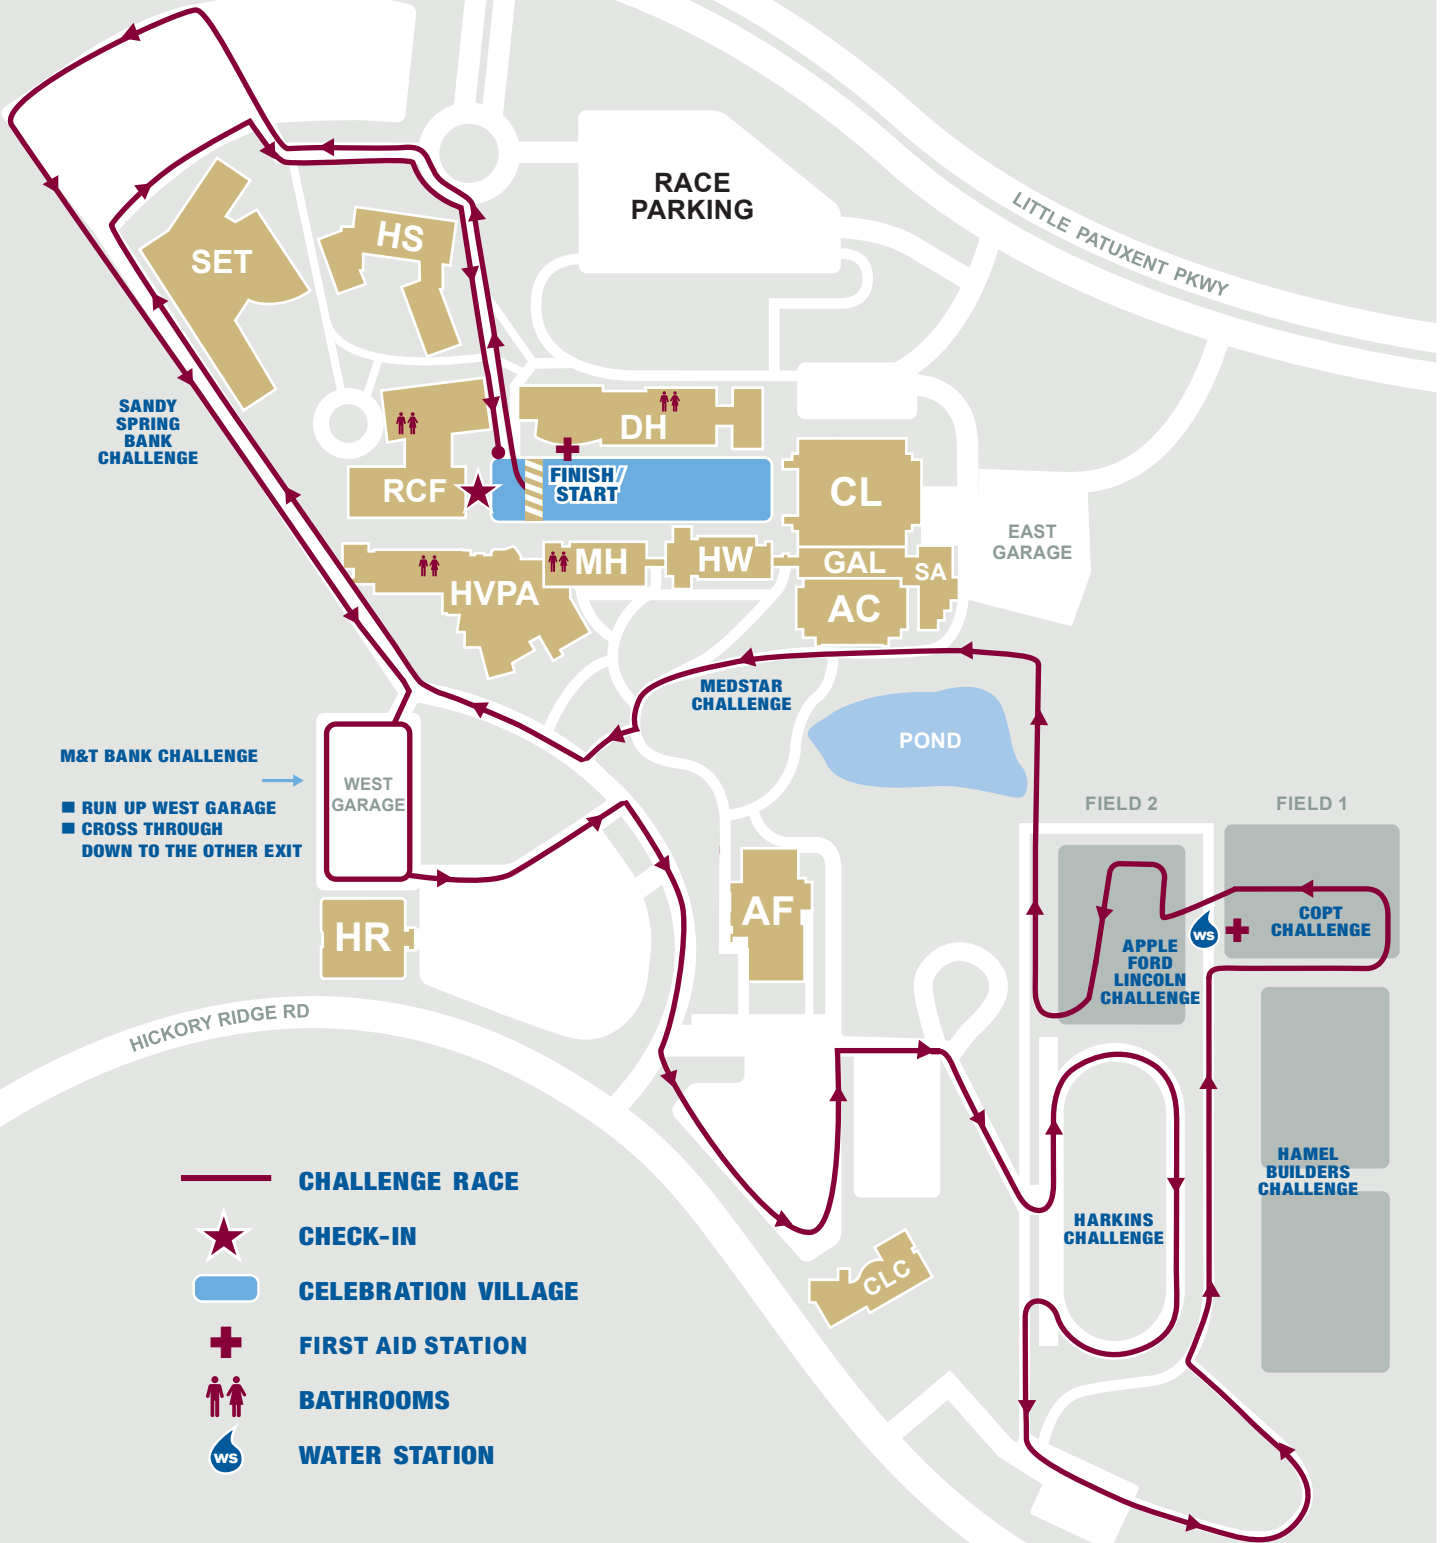 RACE
PARKING
LITTLE PATUXENT PKWY
HS
SET
SANDY
SPRING
BANK
CHALLENGE
DH
RCF
FINISH/
START
CL
EAST
GARAGE
MH
HW
GAL
SA
HVPA
AC
MEDSTAR
CHALLENGE
POND
M&T BANK CHALLENGE
RUN UP WEST GARAGE
CROSS THROUGH
DOWN TO THE OTHER EXIT
WEST
GARAGE
FIELD 2
FIELD 1
AF
HR
COPT
CHALLENGE
WS
APPLE
FORD
LINCOLN
CHALLENGE
HICKORY RIDGE RD
HAMEL
BUILDERS
CHALLENGE
HARKINS
CHALLENGE
CLC
CHALLENGE RACE
CHECK-IN
CELEBRATION VILLAGE
FIRST AID STATION
BATHROOMS
WS
WATER STATION